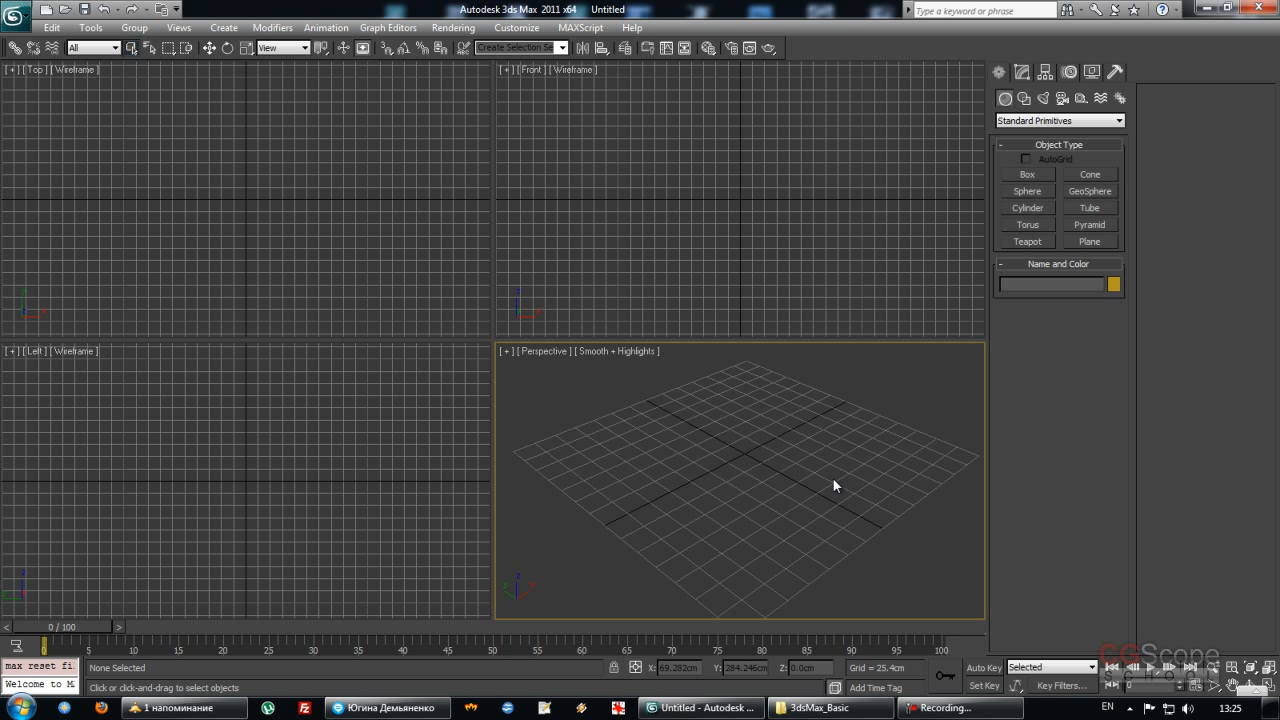 Autodesk 3ds Max 2011 x64 Untitled
Type a keyword or phrase
Edit Tools Group Views Create Modifiers Animation Graph Editors Rendering Customize MAXScript Help
All View Create Selection Se
[ + ] [ Top ] [ Wireframe ]
[ + ] [ Front ] [ Wireframe ]
Standard Primitives
- Object Type
AutoGrid
Box Cone
Sphere GeoSphere
Cylinder Tube
Torus Pyramid
Teapot Plane
- Name and Color
[ + ] [ Left ] [ Wireframe ]
[ + ] [ Perspective ] [ Smooth + Highlights ]
< 0 / 100 >
0 5 10 15 20 25 30 35 40 45 50 55 60 65 70 75 80 85 90 95 100
CGScope
school
max reset fi
None Selected
X: 69.282cm Y: 284.246cm Z: 0.0cm
Grid = 25.4cm
Auto Key Selected
Welcome to M
Click or click-and-drag to select objects
Add Time Tag
Set Key Key Filters... 0
1 напоминание
Югина Демьяненко
Untitled - Autodesk ...
3dsMax_Basic
Recording...
EN 13:25